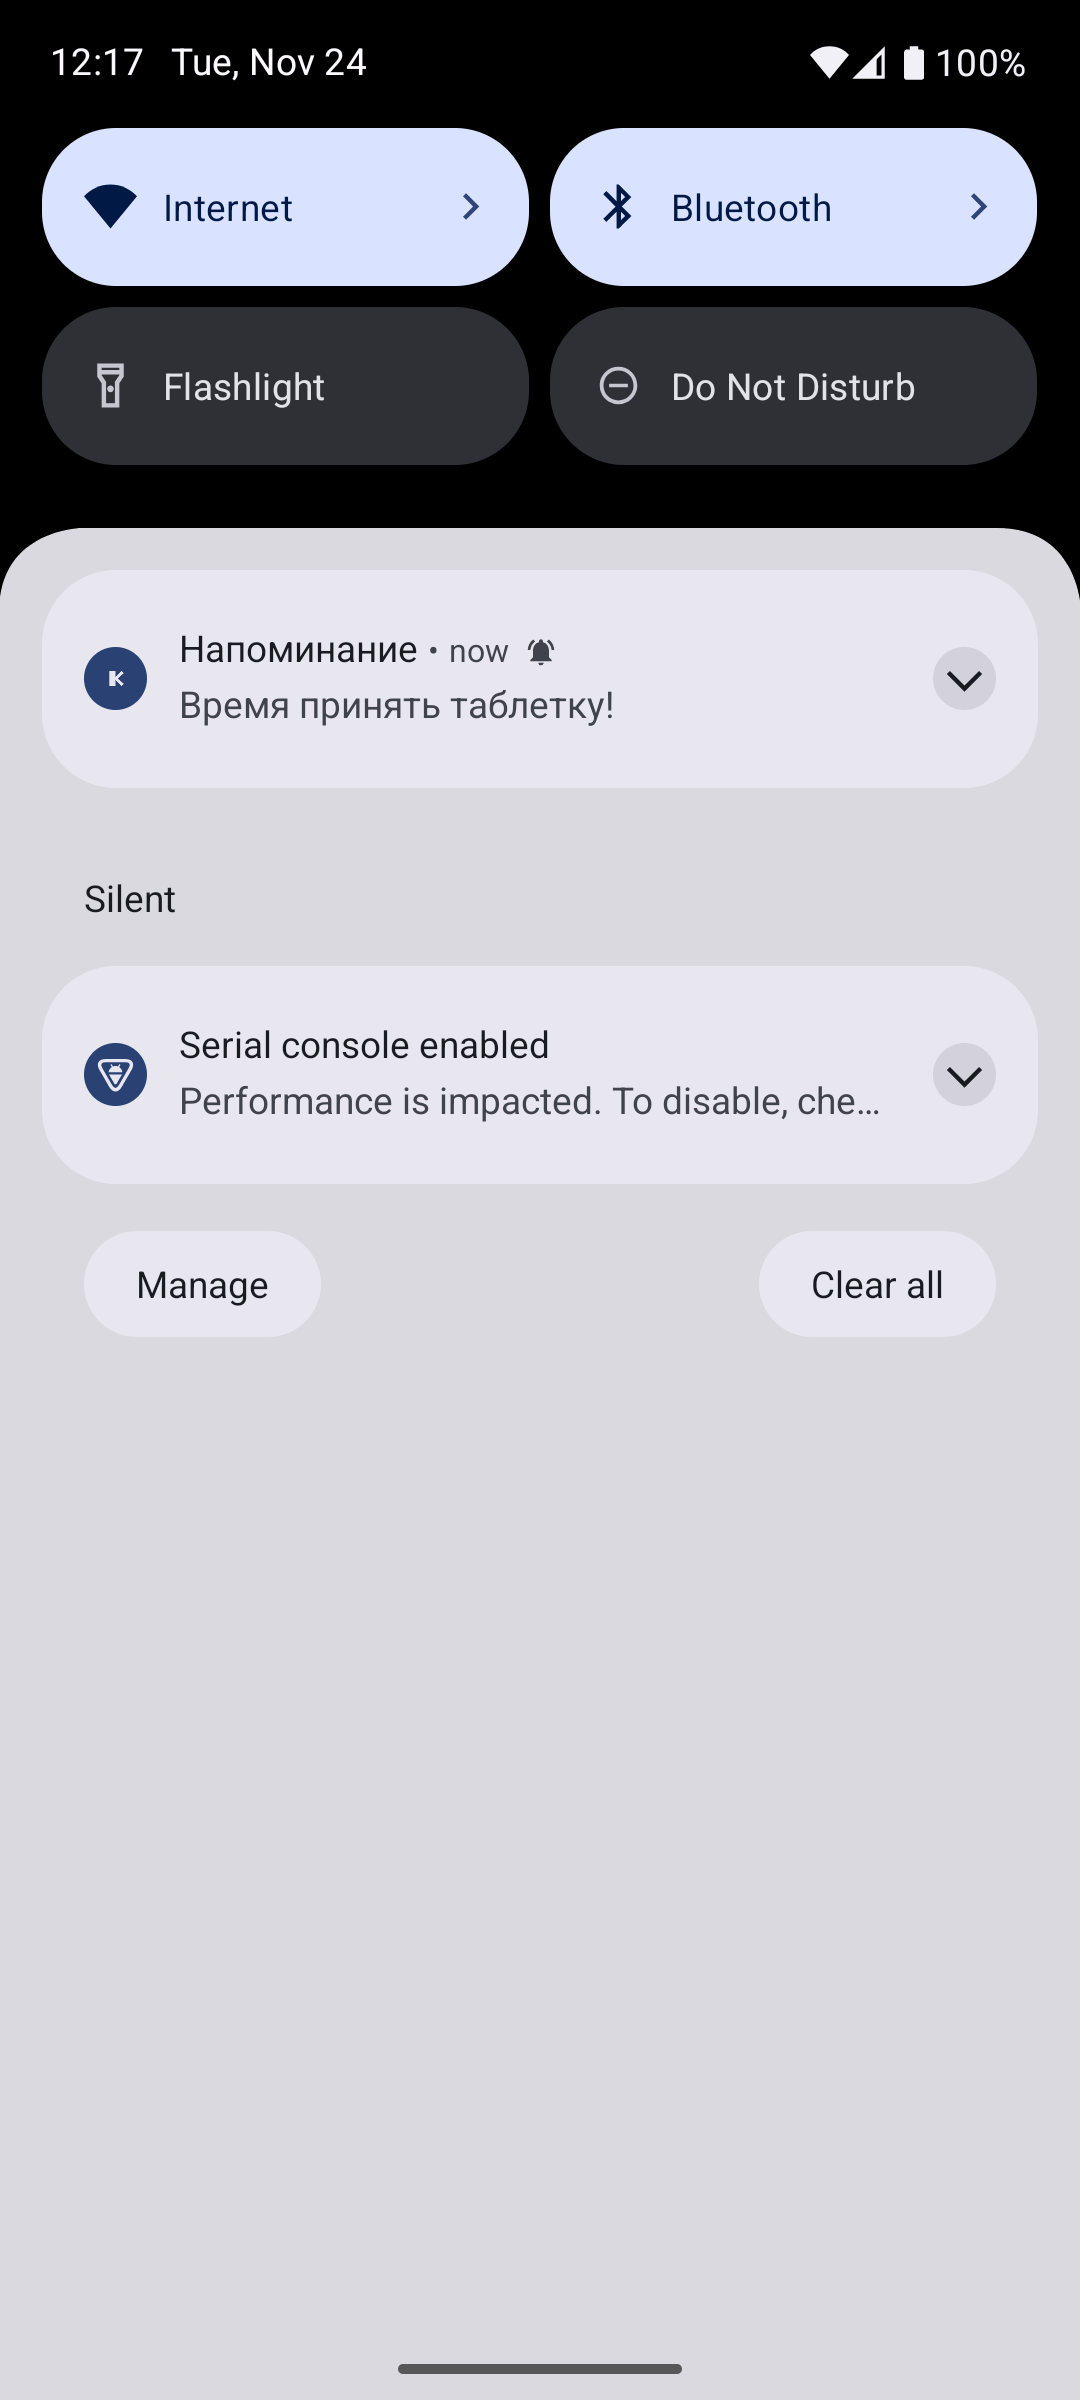 12:17 Tue, Nov 24 100%
Internet
Bluetooth
Flashlight
Do Not Disturb
Напоминание • now
Время принять таблетку!
Silent
Serial console enabled
Performance is impacted. To disable, che…
Manage
Clear all